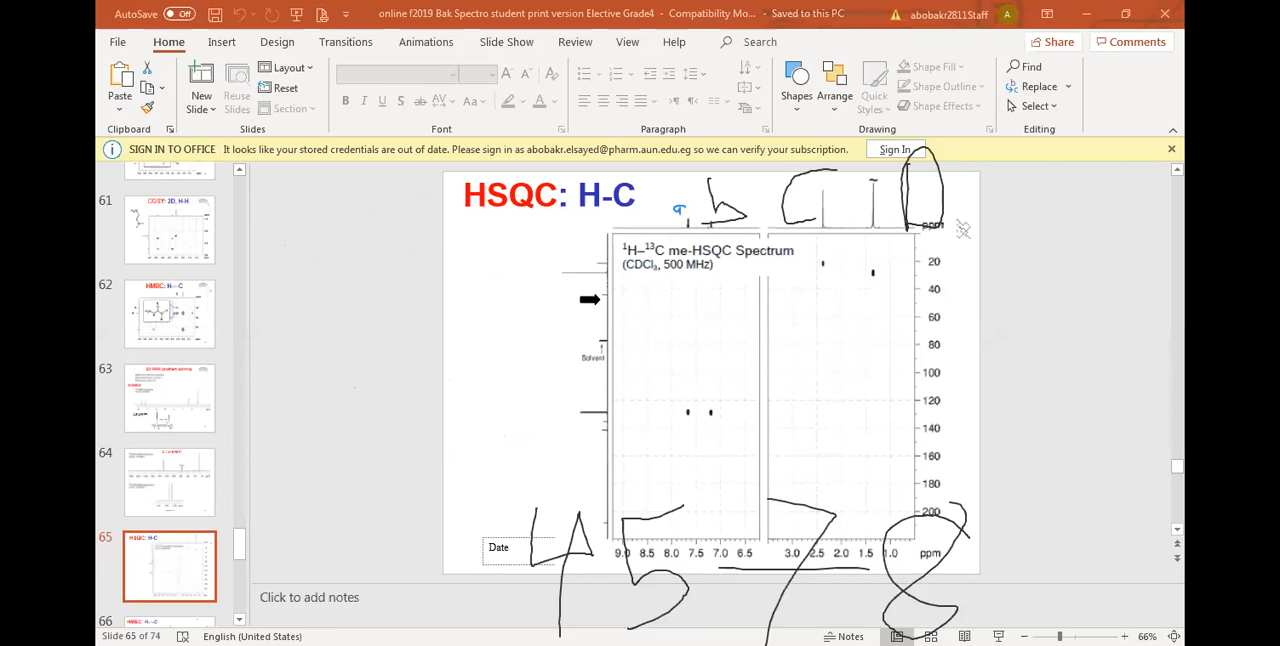 AutoSave Off online f2019 Bak Spectro student print version Elective Grade4 - Compatibility Mo... - Saved to this PC abobakr2811Staff A
File Home Insert Design Transitions Animations Slide Show Review View Help Search Share Comments
Paste New Slide Reuse Slides Layout Reset Section
B I U S ab AV Aa A
Shapes Arrange Quick Styles Shape Fill Shape Outline Shape Effects
Find Replace Select
Clipboard Slides Font Paragraph Drawing Editing
SIGN IN TO OFFICE It looks like your stored credentials are out of date. Please sign in as abobakr.elsayed@pharm.aun.edu.eg so we can verify your subscription. Sign In
61
COSY: 2D, H-H
62
HMBC: H---C
63
64
65
HSQC: H-C
66
HMBC: H---C
HSQC: H-C
a b C D
ppm
¹H–¹³C me-HSQC Spectrum
(CDCl₃, 500 MHz)
Solvent
20
40
60
80
100
120
140
160
180
200
9.0 8.5 8.0 7.5 7.0 6.5 3.0 2.5 2.0 1.5 1.0 ppm
Date
4 5 7 8
Click to add notes
Slide 65 of 74 English (United States) Notes 66%